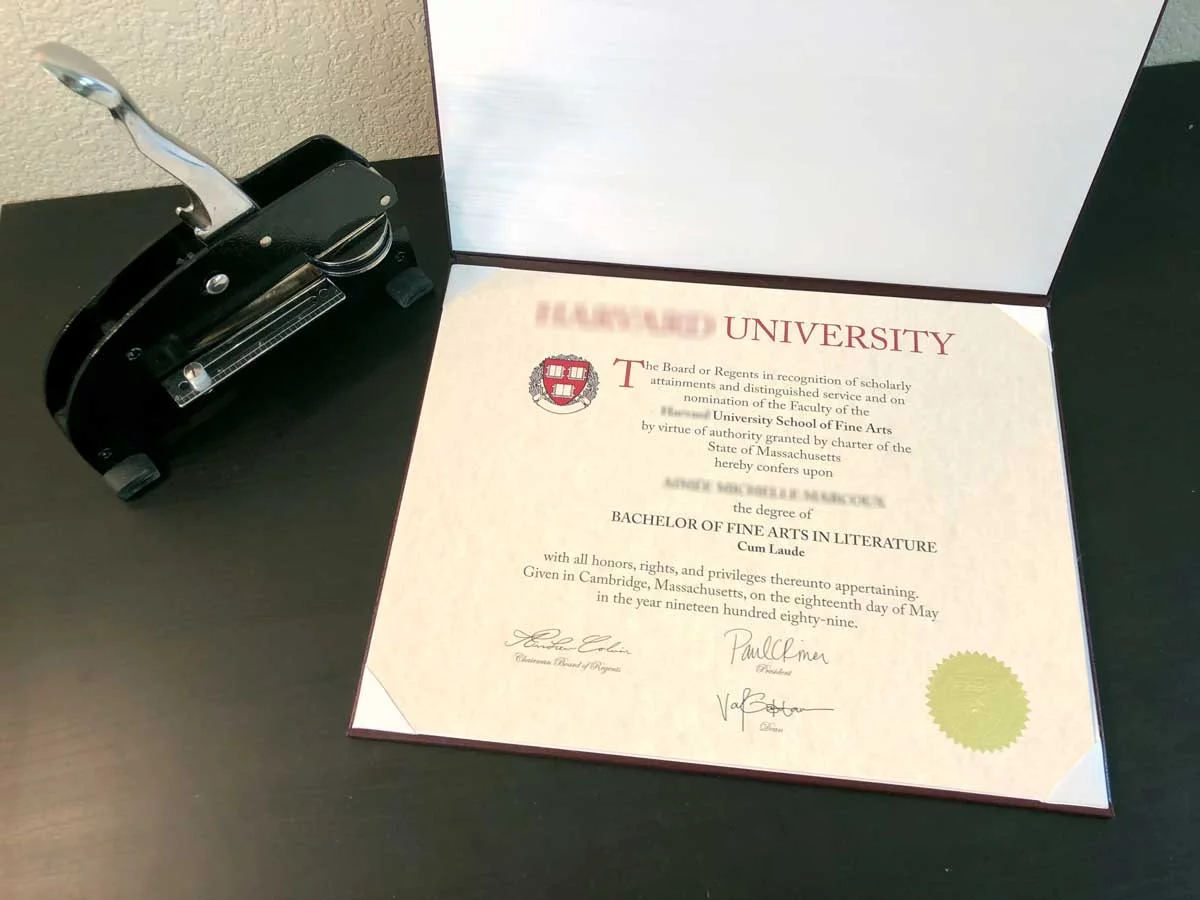 UNIVERSITY
The Board or Regents in recognition of scholarly
attainments and distinguished service and on
nomination of the Faculty of the
University School of Fine Arts
by virtue of authority granted by charter of the
State of Massachusetts
hereby confers upon
the degree of
BACHELOR OF FINE ARTS IN LITERATURE
Cum Laude
with all honors, rights, and privileges thereunto appertaining.
Given in Cambridge, Massachusetts, on the eighteenth day of May
in the year nineteen hundred eighty-nine.
Chairman Board of Regents
President
Dean